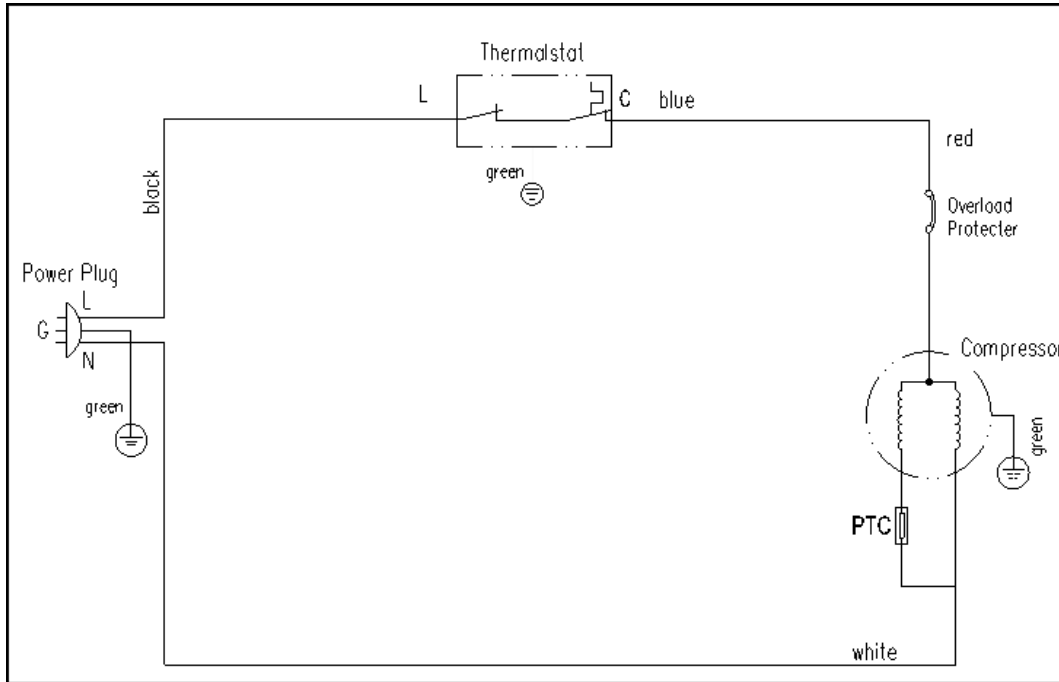 Thermalstat
L
C
blue
red
green
black
Overload
Protecter
Power Plug
L
G
N
Compressor
green
green
PTC
white